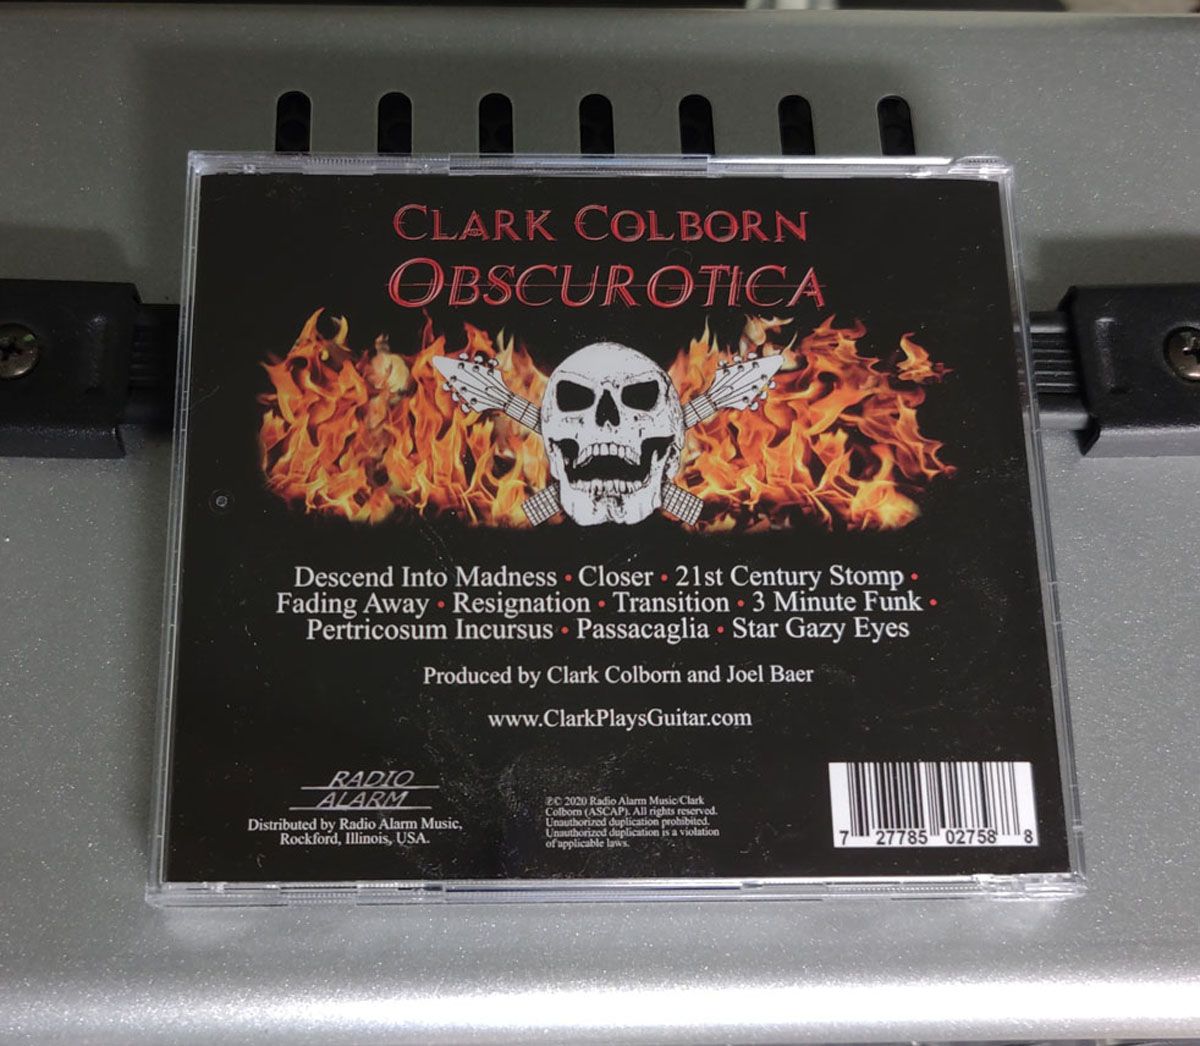 CLARK COLBORN
OBSCUROTICA
Descend Into Madness • Closer • 21st Century Stomp •
Fading Away • Resignation • Transition • 3 Minute Funk •
Pertricosum Incursus • Passacaglia • Star Gazy Eyes
Produced by Clark Colborn and Joel Baer
www.ClarkPlaysGuitar.com
RADIO
ALARM
Distributed by Radio Alarm Music,
Rockford, Illinois, USA.
℗© 2020 Radio Alarm Music/Clark
Colborn (ASCAP). All rights reserved.
Unauthorized duplication prohibited.
Unauthorized duplication is a violation
of applicable laws.
7 27785 02758 8